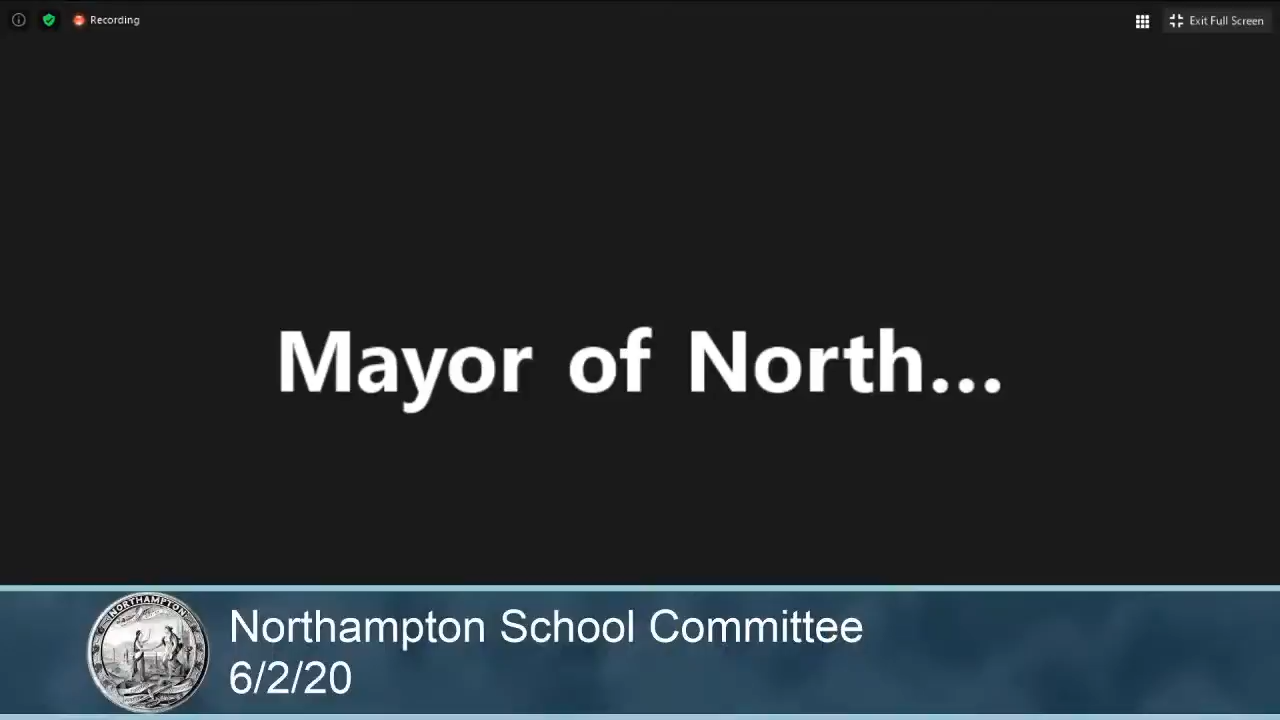 Recording
Exit Full Screen
Mayor of North...
NORTHAMPTON
Northampton School Committee
6/2/20